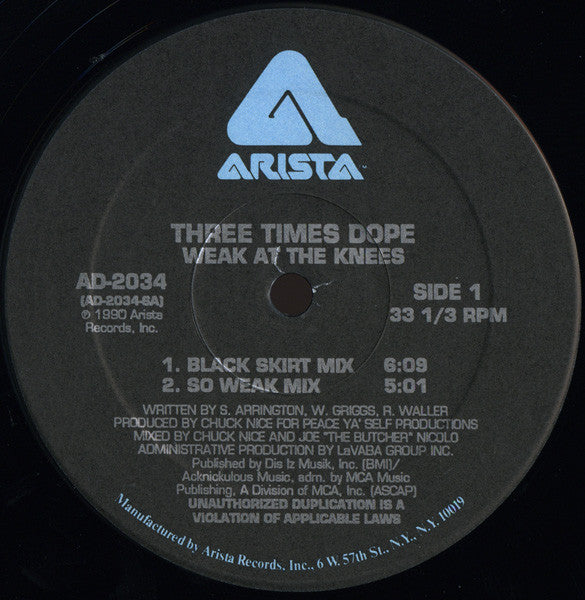 ARISTA™
THREE TIMES DOPE
WEAK AT THE KNEES
AD-2034
(AD-2034-SA)
℗ 1990 Arista
Records, Inc.
SIDE 1
33 1/3 RPM
1. BLACK SKIRT MIX 6:09
2. SO WEAK MIX 5:01
WRITTEN BY S. ARRINGTON, W. GRIGGS, R. WALLER
PRODUCED BY CHUCK NICE FOR PEACE YA' SELF PRODUCTIONS
MIXED BY CHUCK NICE AND JOE "THE BUTCHER" NICOLO
ADMINISTRATIVE PRODUCTION BY LaVABA GROUP INC.
Published by Dis Iz Musik, Inc. (BMI)/
Acknickulous Music, adm. by MCA Music
Publishing, A Division of MCA, Inc. (ASCAP)
UNAUTHORIZED DUPLICATION IS A
VIOLATION OF APPLICABLE LAWS
Manufactured by Arista Records, Inc., 6 W. 57th St., N.Y., N.Y. 10019